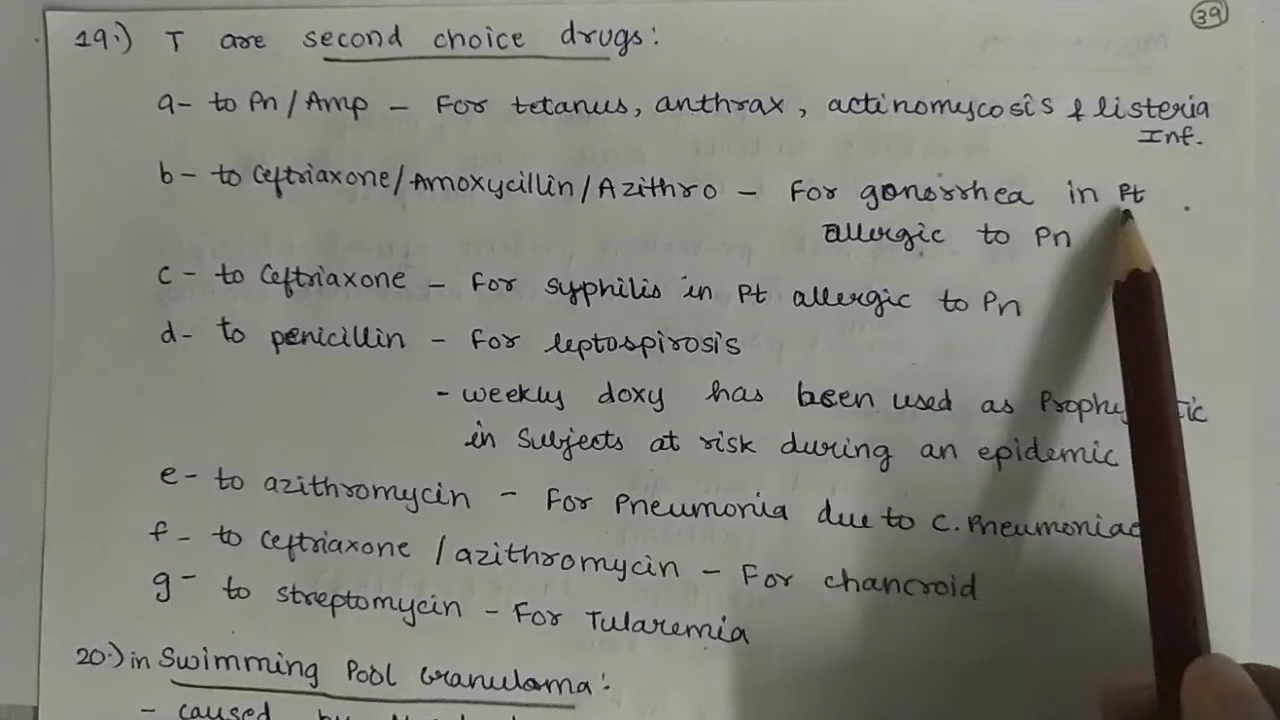 39
19.) T are second choice drugs:
a- to Pn/Amp - For tetanus, anthrax, actinomycosis & listeria
Inf.
b- to Ceftriaxone/Amoxycillin/Azithro - For gonorrhea in Pt
allergic to Pn
c- to Ceftriaxone - For syphilis in Pt allergic to Pn
d- to penicillin - For leptospirosis
- weekly doxy has been used as
in Subjects at risk during an epidemic
e- to azithromycin - For Pneumonia due to C. Pneumoniae
f- to Ceftriaxone / azithromycin - For chancroid
g- to streptomycin - For Tularemia
20.) in Swimming Pool Granuloma:
- caused by